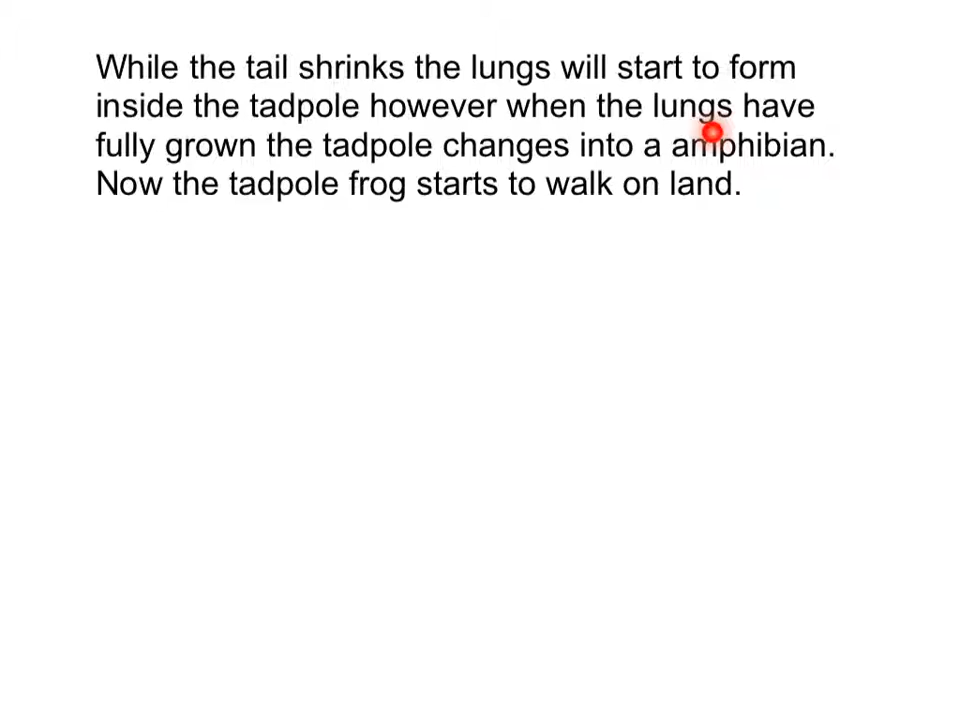 While the tail shrinks the lungs will start to form
inside the tadpole however when the lungs have
fully grown the tadpole changes into a amphibian.
Now the tadpole frog starts to walk on land.